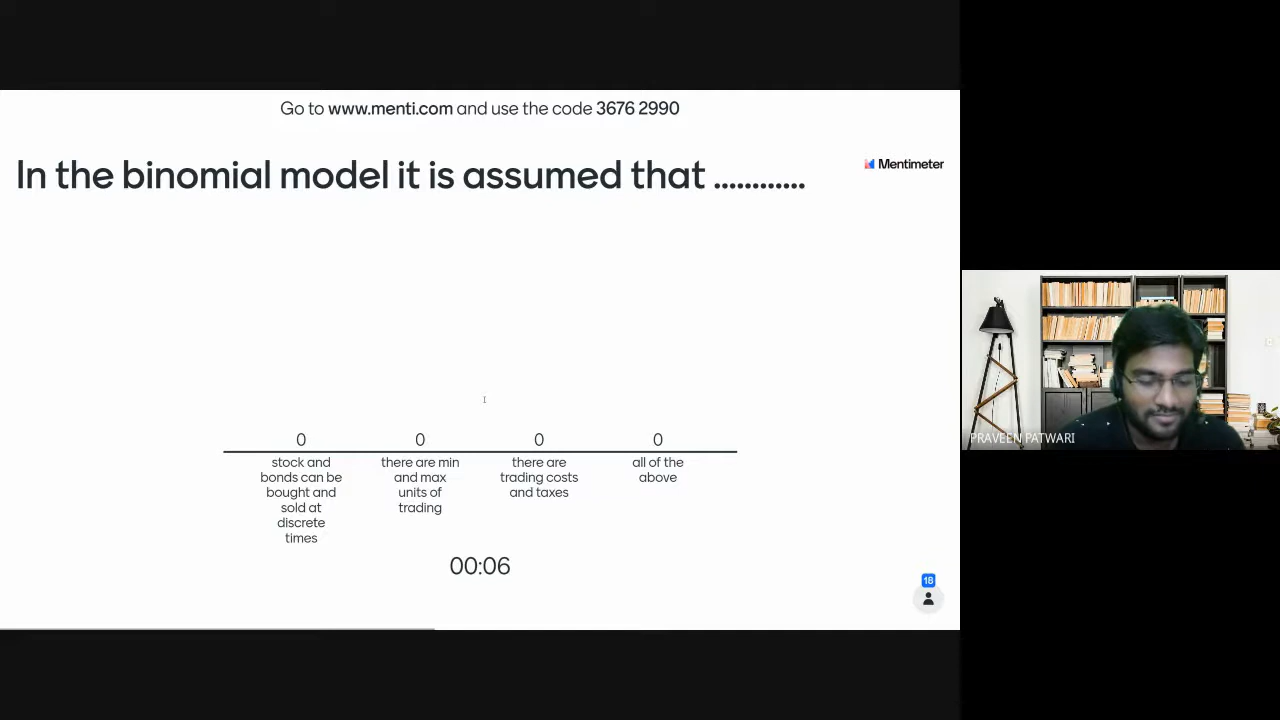 Go to www.menti.com and use the code 3676 2990
In the binomial model it is assumed that ............
Mentimeter
0
0
0
0
stock and
bonds can be
bought and
sold at
discrete
times
there are min
and max
units of
trading
there are
trading costs
and taxes
all of the
above
00:06
18
PRAVEEN PATWARI